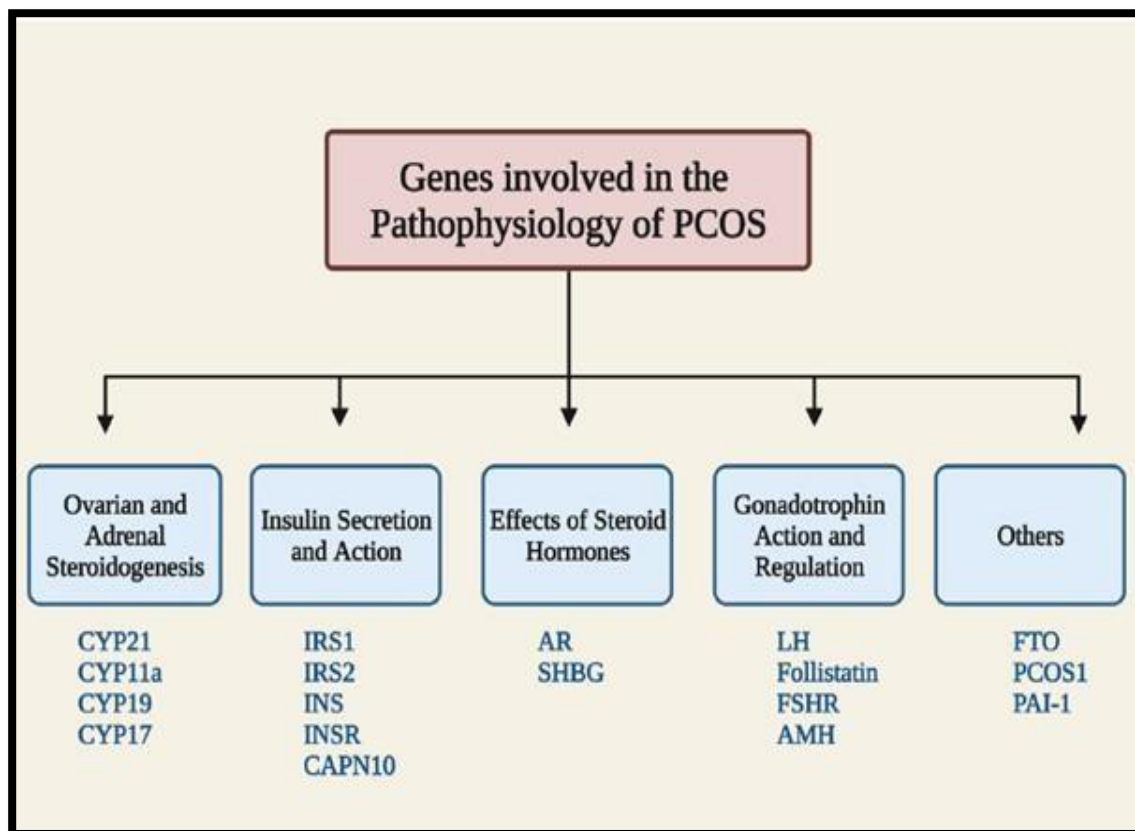 Genes involved in the
Pathophysiology of PCOS
Ovarian and
Adrenal
Steroidogenesis
CYP21
CYP11a
CYP19
CYP17
Insulin Secretion
and Action
IRS1
IRS2
INS
INSR
CAPN10
Effects of Steroid
Hormones
AR
SHBG
Gonadotrophin
Action and
Regulation
LH
Follistatin
FSHR
AMH
Others
FTO
PCOS1
PAI-1